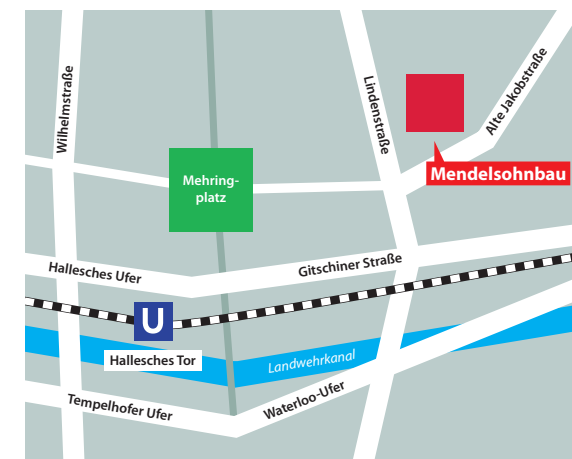 Wilhelmstraße
Lindenstraße
Alte Jakobstraße
Mehring-
platz
Mendelsohnbau
Hallesches Ufer
Gitschiner Straße
U
Hallesches Tor
Landwehrkanal
Tempelhofer Ufer
Waterloo-Ufer